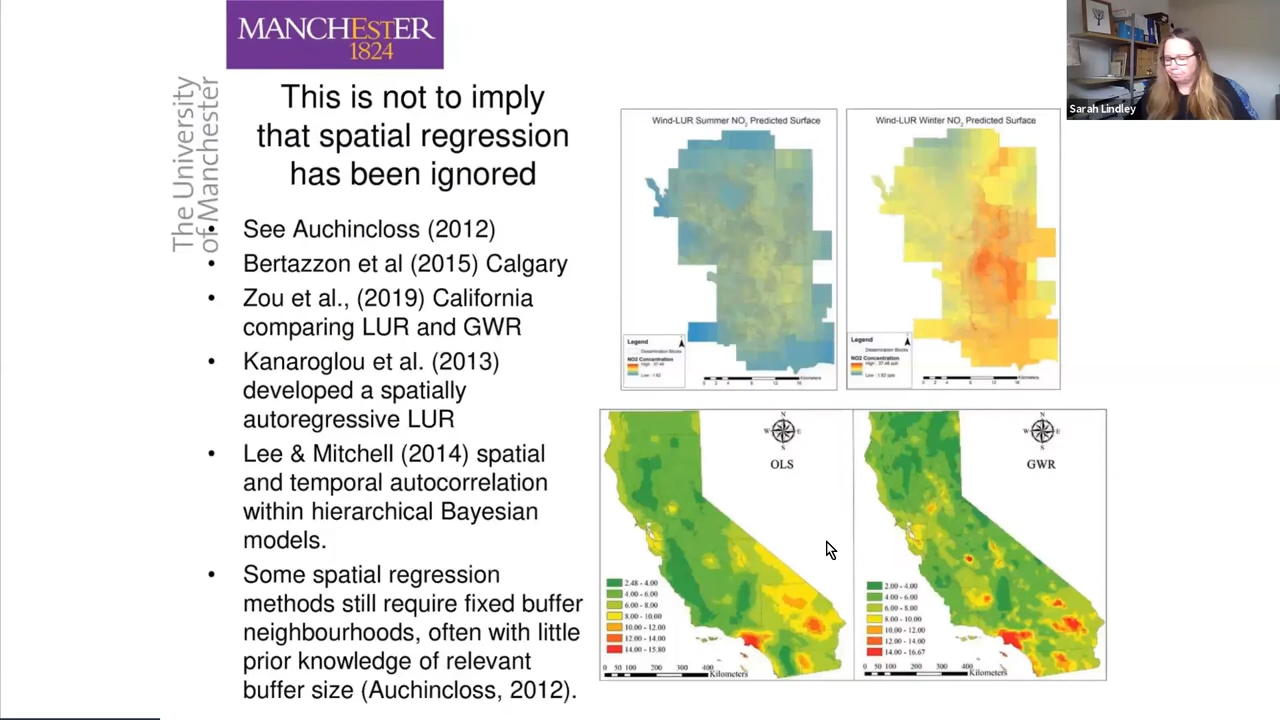 MANCHESTER
1824
The University
of Manchester
This is not to imply
that spatial regression
has been ignored
• See Auchincloss (2012)
• Bertazzon et al (2015) Calgary
• Zou et al., (2019) California
comparing LUR and GWR
• Kanaroglou et al. (2013)
developed a spatially
autoregressive LUR
• Lee & Mitchell (2014) spatial
and temporal autocorrelation
within hierarchical Bayesian
models.
• Some spatial regression
methods still require fixed buffer
neighbourhoods, often with little
prior knowledge of relevant
buffer size (Auchincloss, 2012).
Wind-LUR Summer NO2 Predicted Surface
Legend
Dissemination Blocks
NO2 Concentration
Kilometers
Wind-LUR Winter NO2 Predicted Surface
Legend
Dissemination Blocks
NO2 Concentration
Kilometers
N
W E
S
OLS
2.48 - 4.00
4.00 - 6.00
6.00 - 8.00
8.00 - 10.00
10.00 - 12.00
12.00 - 14.00
14.00 - 15.80
0 50 100 200 300 400
Kilometers
N
W E
S
GWR
2.00 - 4.00
4.00 - 6.00
6.00 - 8.00
8.00 - 10.00
10.00 - 12.00
12.00 - 14.00
14.00 - 16.67
0 50 100 200 300 400
Kilometers
Sarah Lindley